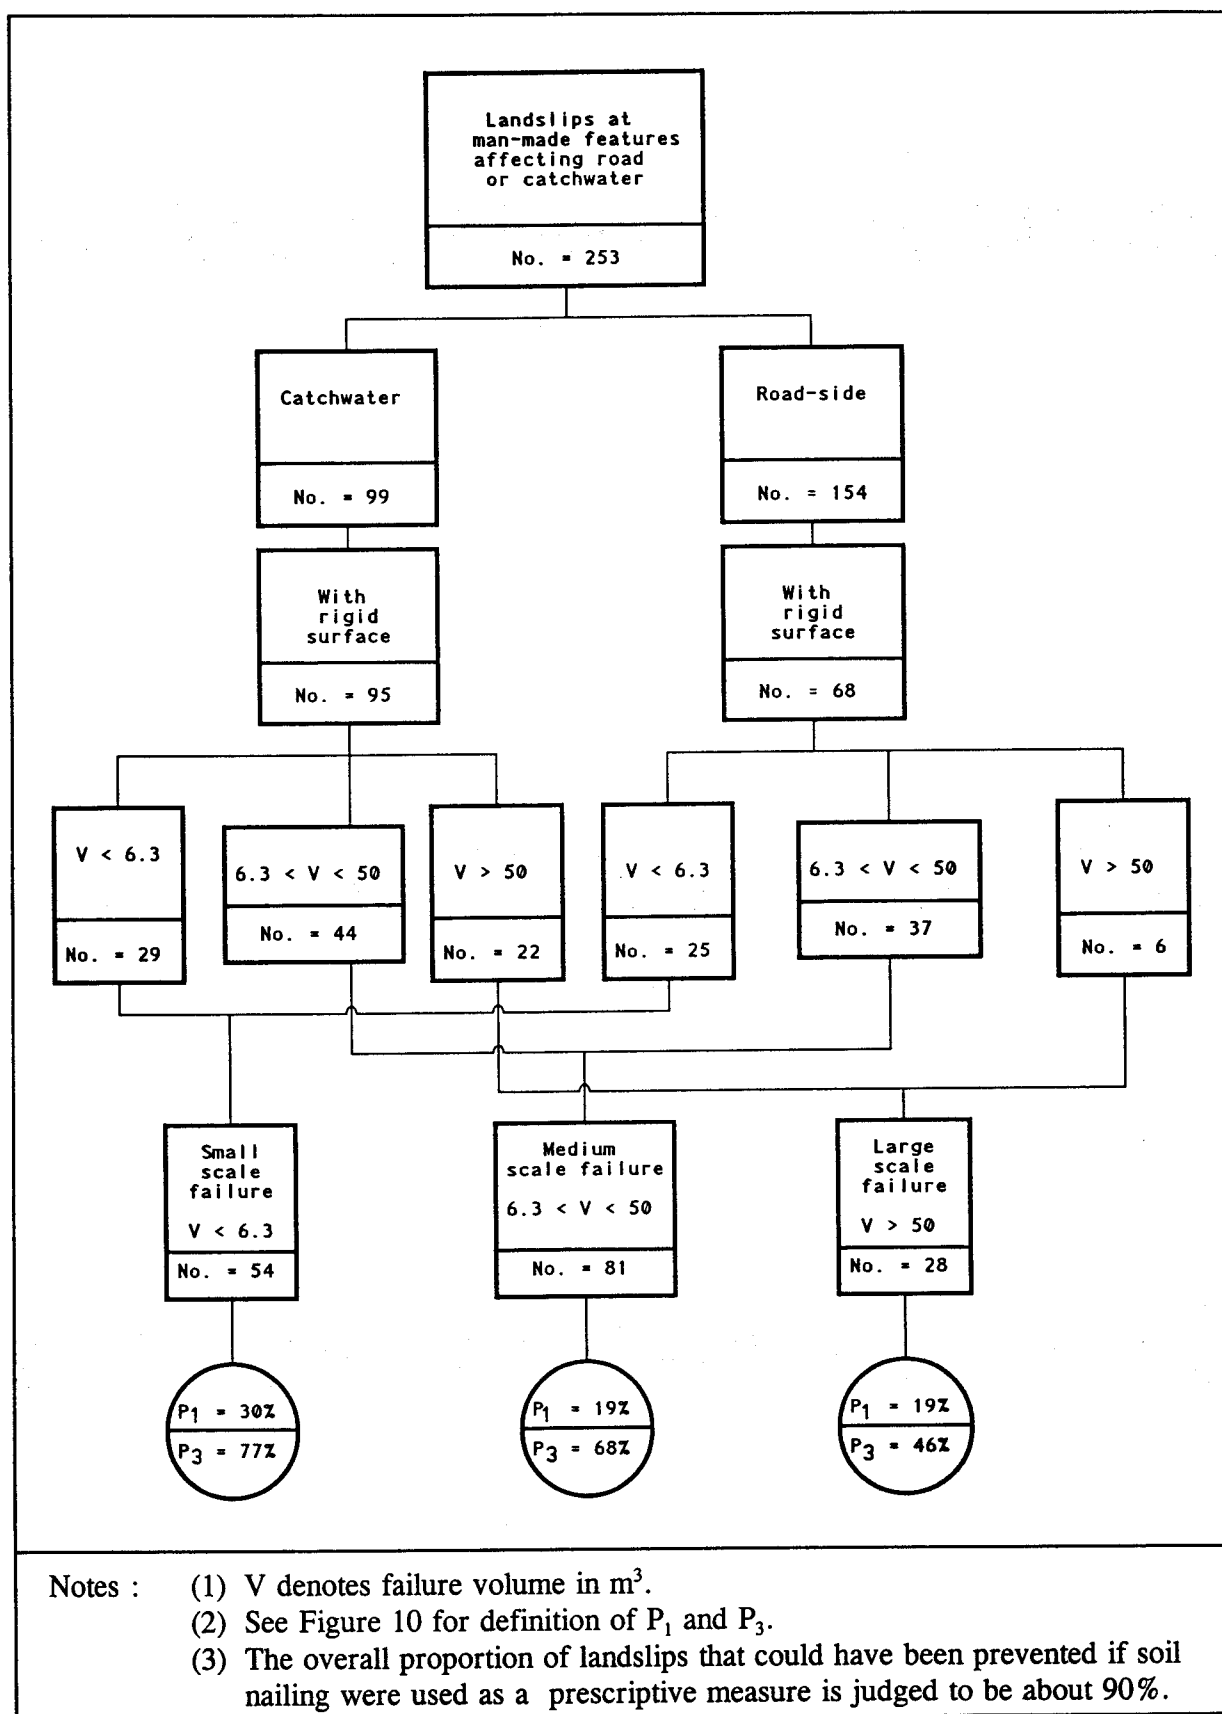 Landslips at
man-made features
affecting road
or catchwater
No. = 253
Catchwater
No. = 99
Road-side
No. = 154
With
rigid
surface
No. = 95
With
rigid
surface
No. = 68
V < 6.3
No. = 29
6.3 < V < 50
No. = 44
V > 50
No. = 22
V < 6.3
No. = 25
6.3 < V < 50
No. = 37
V > 50
No. = 6
Small
scale
failure
V < 6.3
No. = 54
Medium
scale failure
6.3 < V < 50
No. = 81
Large
scale
failure
V > 50
No. = 28
P₁ = 30%
P₃ = 77%
P₁ = 19%
P₃ = 68%
P₁ = 19%
P₃ = 46%
Notes : (1) V denotes failure volume in m³.
(2) See Figure 10 for definition of P₁ and P₃.
(3) The overall proportion of landslips that could have been prevented if soil
nailing were used as a prescriptive measure is judged to be about 90%.